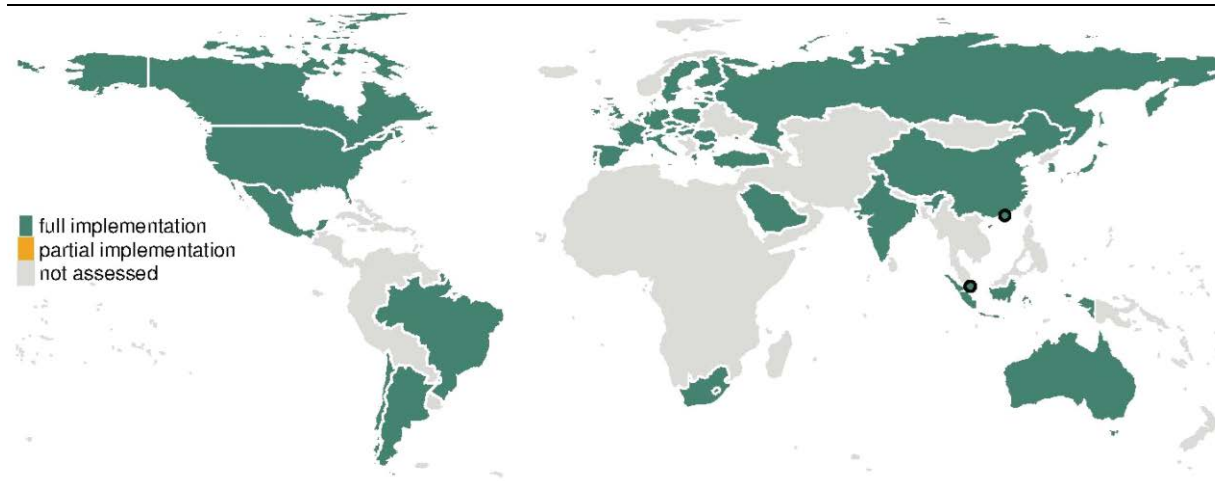 full implementation
partial implementation
not assessed